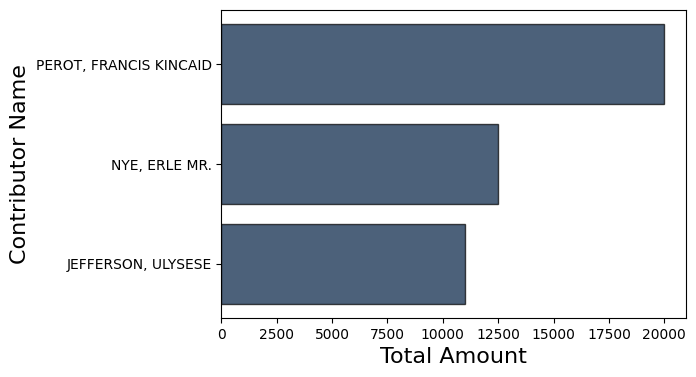 Contributor Name
PEROT, FRANCIS KINCAID
NYE, ERLE MR.
JEFFERSON, ULYSESE
0 2500 5000 7500 10000 12500 15000 17500 20000
Total Amount